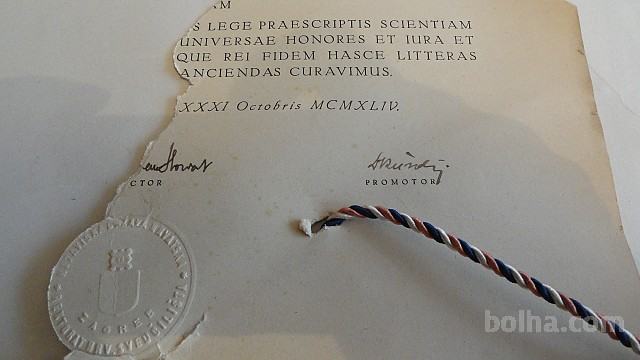 AM
S LEGE PRAESCRIPTIS SCIENTIAM
UNIVERSAE HONORES ET IURA ET
QUE REI FIDEM HASCE LITTERAS
ANCIENDAS CURAVIMUS.
XXXI Octobris MCMXLIV.
CTOR
PROMOTOR
ZAGREB
bolha.com